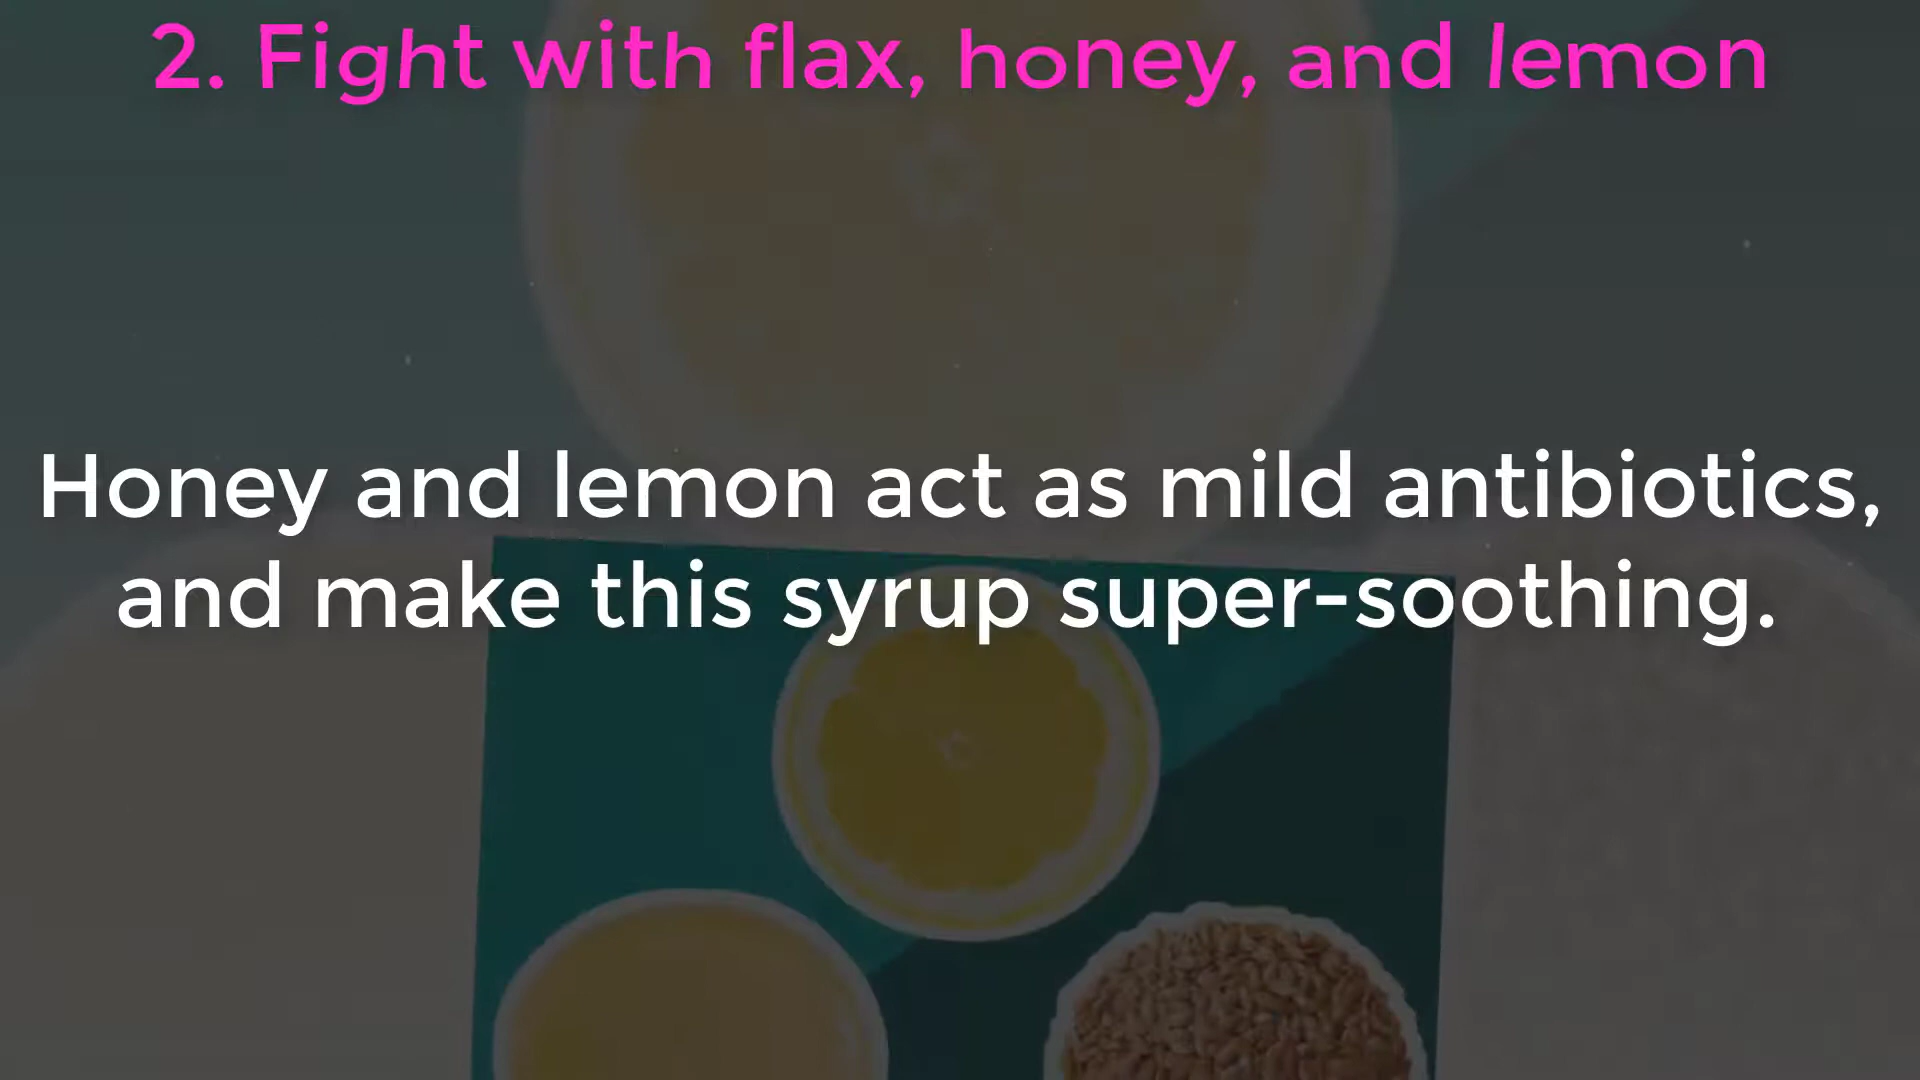 2. Fight with flax, honey, and lemon
Honey and lemon act as mild antibiotics,
and make this syrup super-soothing.